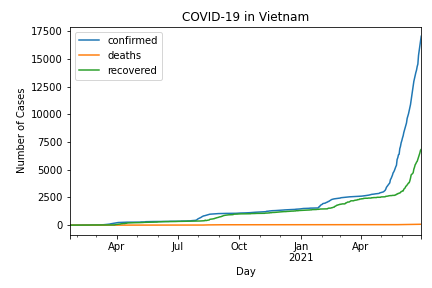 COVID-19 in Vietnam
confirmed
deaths
recovered
Number of Cases
17500
15000
12500
10000
7500
5000
2500
0
Apr
Jul
Oct
Jan
2021
Apr
Day